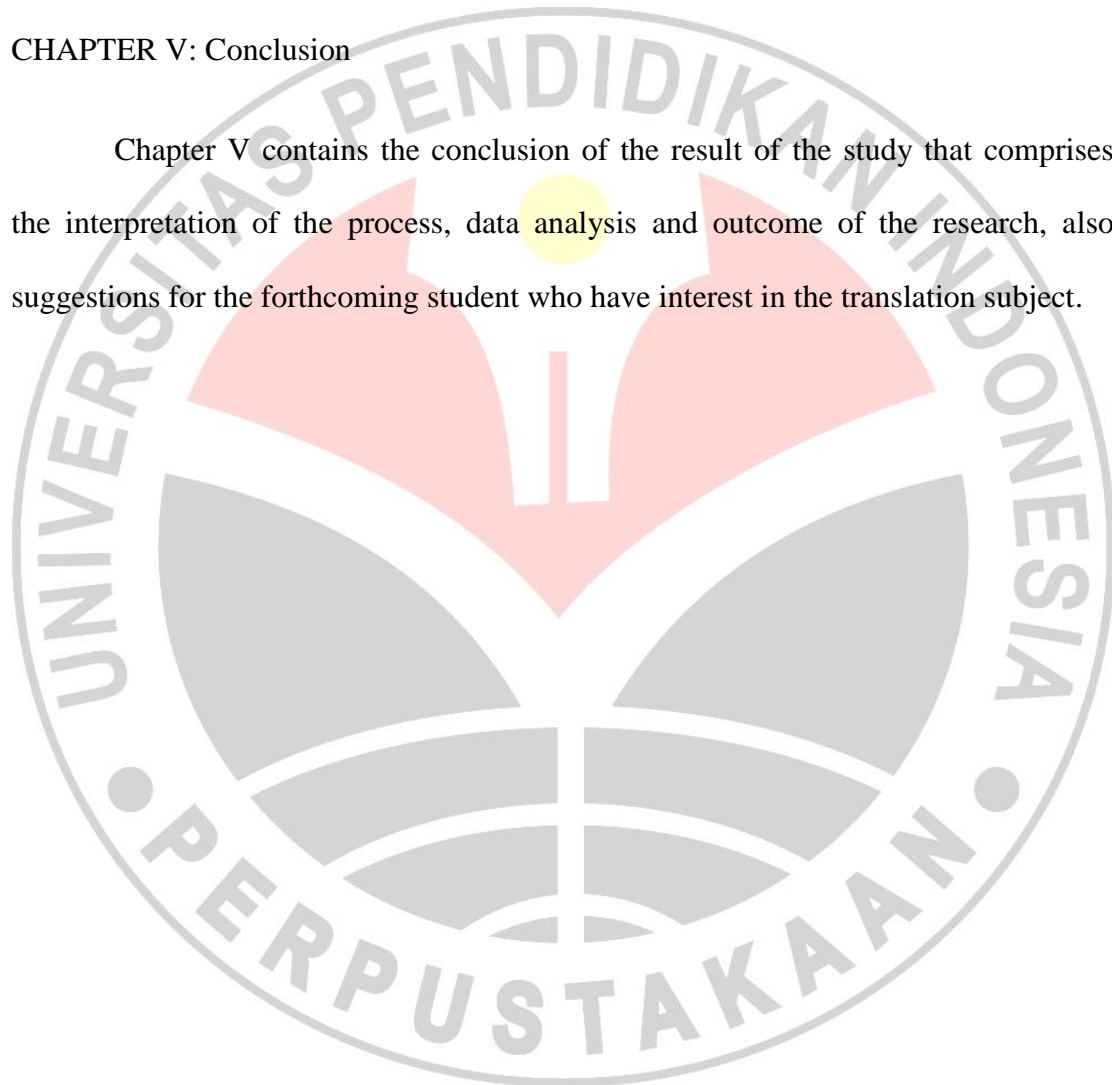 CHAPTER V: Conclusion
Chapter V contains the conclusion of the result of the study that comprises
the interpretation of the process, data analysis and outcome of the research, also
suggestions for the forthcoming student who have interest in the translation subject.
UNIVERSITAS PENDIDIKAN INDONESIA
PERPUSTAKAAN